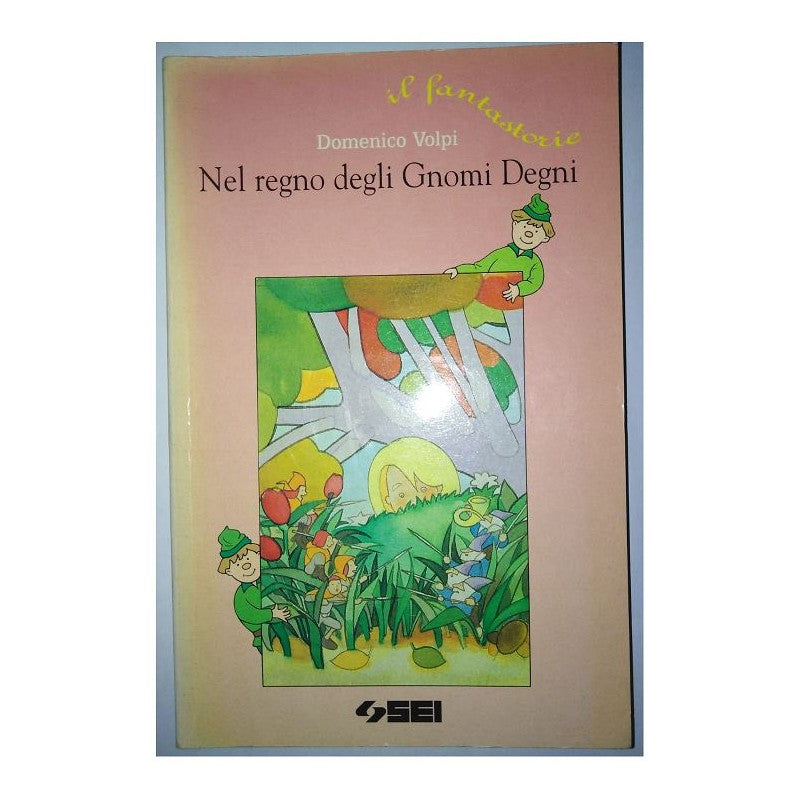 il fantastorie
Domenico Volpi
Nel regno degli Gnomi Degni
SEI